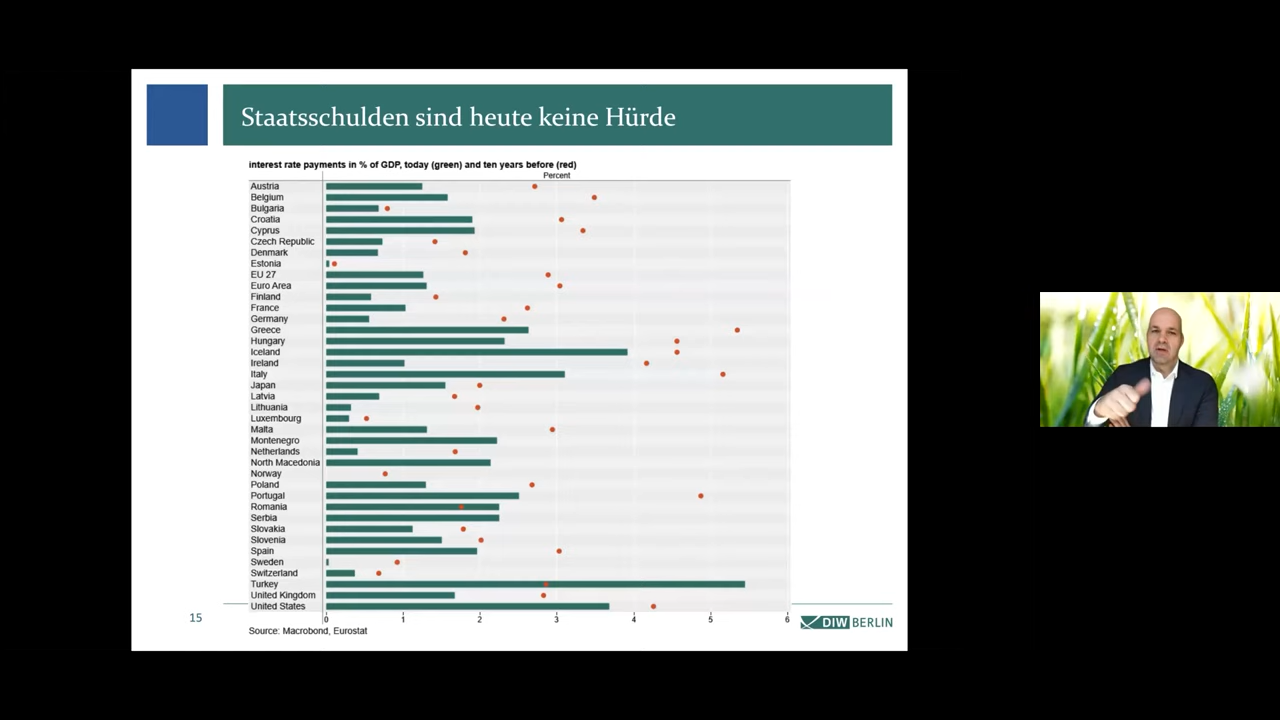 Staatsschulden sind heute keine Hürde
interest rate payments in % of GDP, today (green) and ten years before (red)
Percent
Austria
Belgium
Bulgaria
Croatia
Cyprus
Czech Republic
Denmark
Estonia
EU 27
Euro Area
Finland
France
Germany
Greece
Hungary
Iceland
Ireland
Italy
Japan
Latvia
Lithuania
Luxembourg
Malta
Montenegro
Netherlands
North Macedonia
Norway
Poland
Portugal
Romania
Serbia
Slovakia
Slovenia
Spain
Sweden
Switzerland
Turkey
United Kingdom
United States
0 1 2 3 4 5 6
Source: Macrobond, Eurostat
15
DIW BERLIN